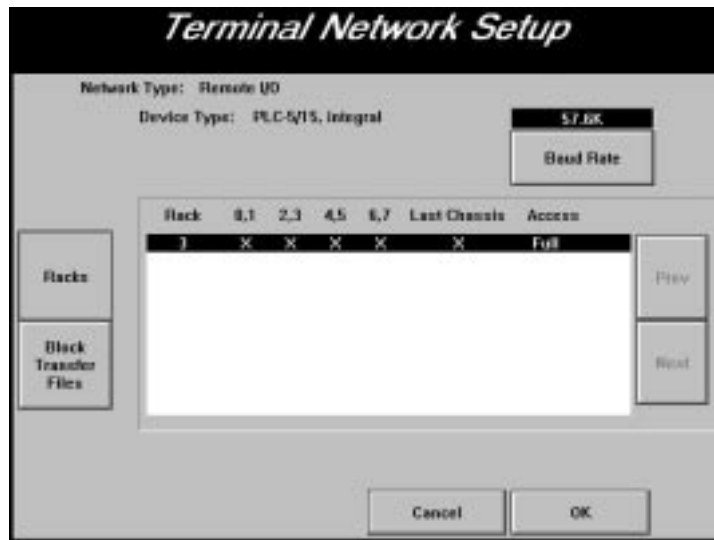 Terminal Network Setup
Network Type: Remote I/O
Device Type: PLC-5/15, Integral
57.6K
Baud Rate
Rack 0,1 2,3 4,5 6,7 Last Chassis Access
X X X X X Full
Racks
Prev
Block
Transfer
Files
Next
Cancel OK